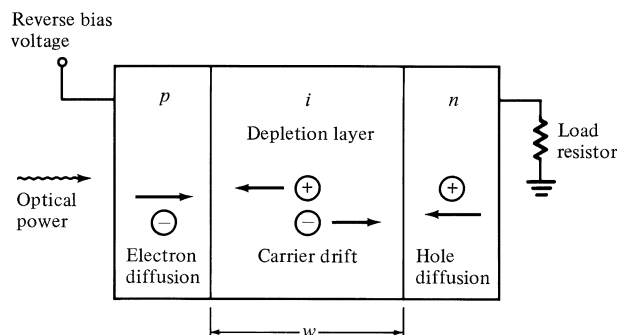 Reverse bias
voltage
p
i
n
Depletion layer
Load
resistor
Optical
power
+
+
−
−
Electron
diffusion
Carrier drift
Hole
diffusion
w